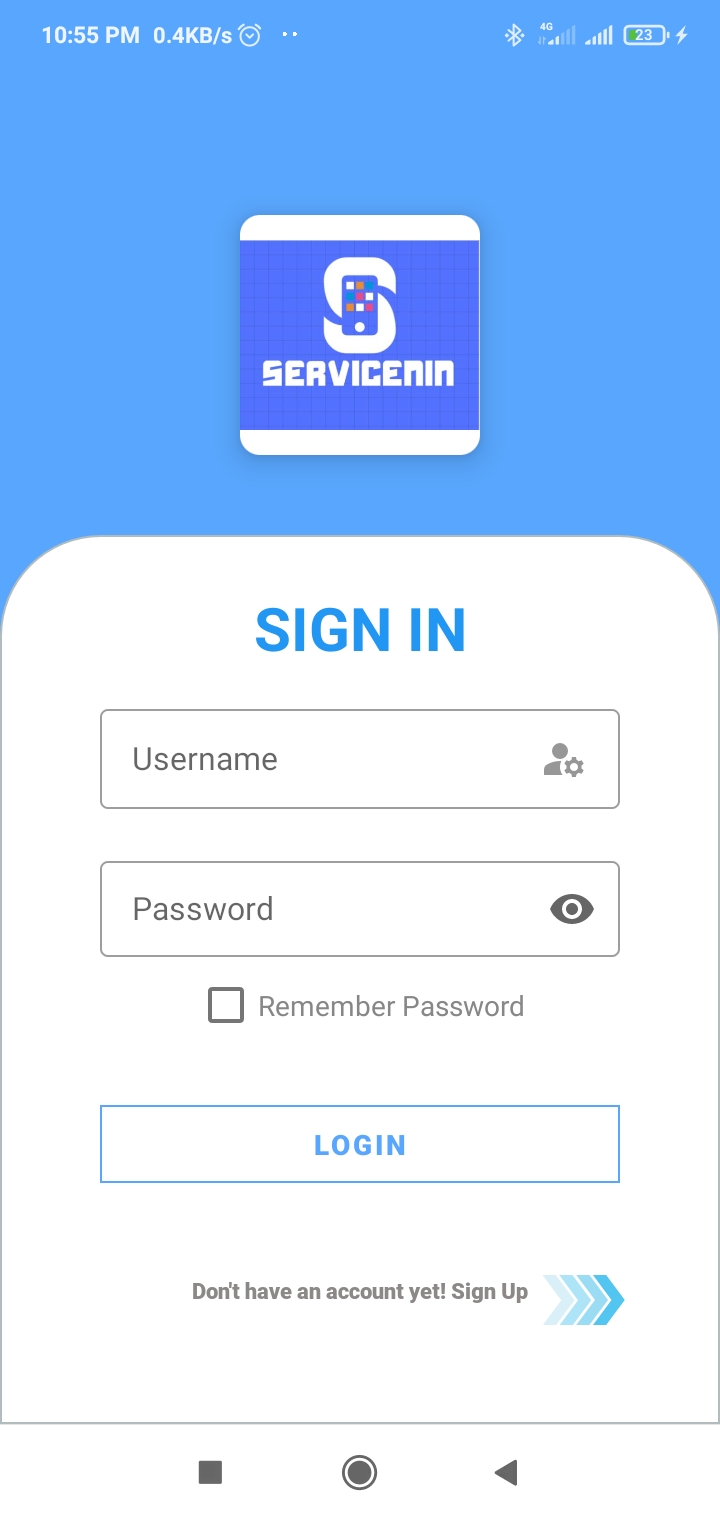 10:55 PM 0.4KB/s
4G
23
SERVICENIN
SIGN IN
Username
Password
Remember Password
LOGIN
Don't have an account yet! Sign Up